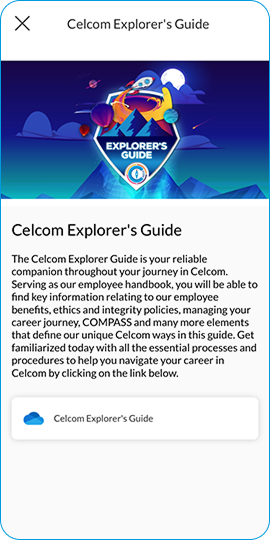 Celcom Explorer's Guide
EXPLORER'S
GUIDE
Celcom Explorer's Guide
The Celcom Explorer Guide is your reliable
companion throughout your journey in Celcom.
Serving as our employee handbook, you will be able to
find key information relating to our employee
benefits, ethics and integrity policies, managing your
career journey, COMPASS and many more elements
that define our unique Celcom ways in this guide. Get
familiarized today with all the essential processes and
procedures to help you navigate your career in
Celcom by clicking on the link below.
Celcom Explorer's Guide